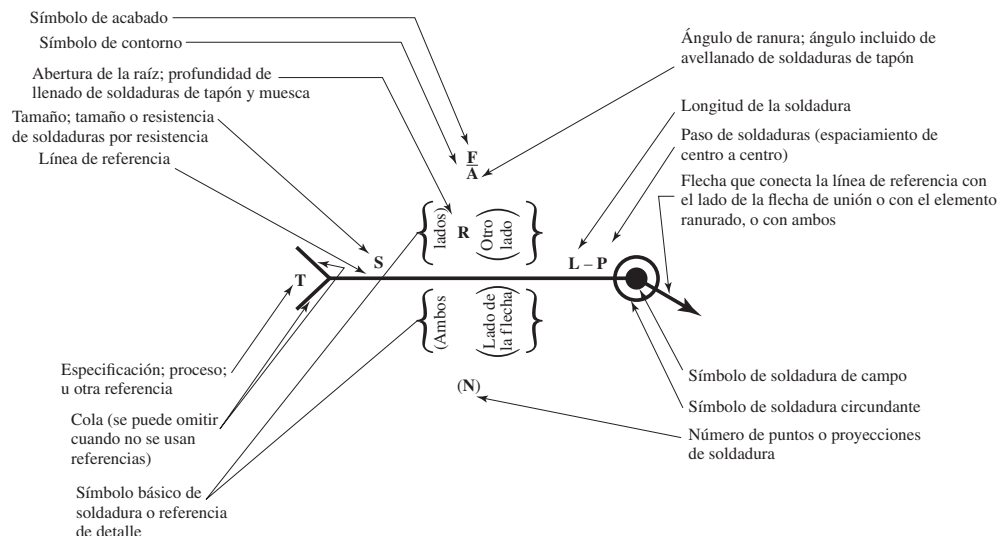 Símbolo de acabado
Símbolo de contorno
Abertura de la raíz; profundidad de
llenado de soldaduras de tapón y muesca
Tamaño; tamaño o resistencia
de soldaduras por resistencia
Línea de referencia
Ángulo de ranura; ángulo incluido de
avellanado de soldaduras de tapón
Longitud de la soldadura
Paso de soldaduras (espaciamiento de
centro a centro)
Flecha que conecta la línea de referencia con
el lado de la flecha de unión o con el elemento
ranurado, o con ambos
F
A
R
lados)
(Otro
lado)
S
L – P
T
(Ambos
(Lado de
la flecha)
(N)
Especificación; proceso;
u otra referencia
Cola (se puede omitir
cuando no se usan
referencias)
Símbolo básico de
soldadura o referencia
de detalle
Símbolo de soldadura de campo
Símbolo de soldadura circundante
Número de puntos o proyecciones
de soldadura